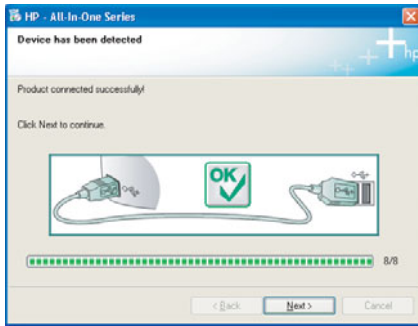 HP - All-In-One Series
Device has been detected
hp
Product connected successfully!
Click Next to continue.
OK
8/8
< Back Next > Cancel